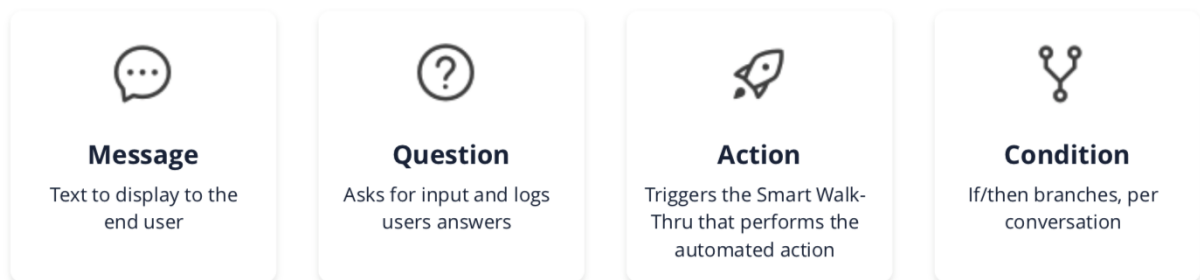 Message
Text to display to the
end user
Question
Asks for input and logs
users answers
Action
Triggers the Smart Walk-
Thru that performs the
automated action
Condition
If/then branches, per
conversation